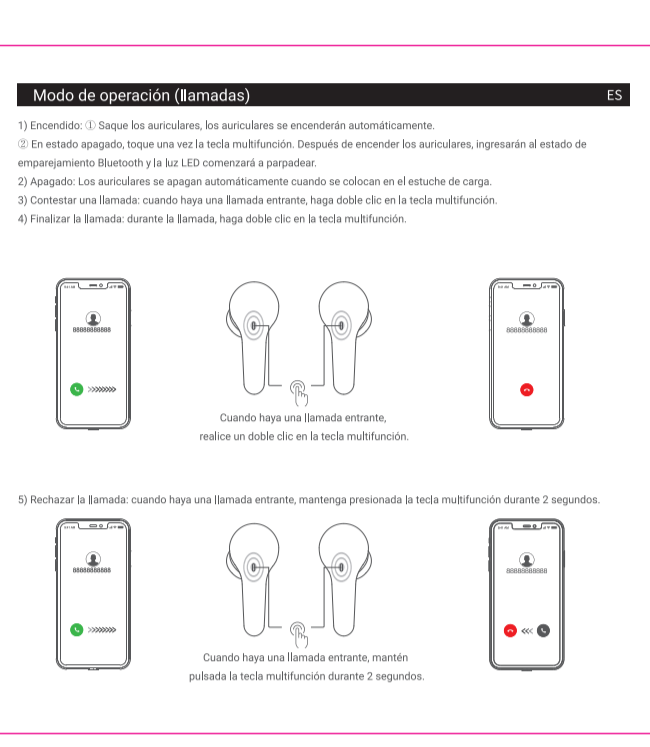 Modo de operación (llamadas) ES
1) Encendido: ① Saque los auriculares, los auriculares se encenderán automáticamente.
② En estado apagado, toque una vez la tecla multifunción. Después de encender los auriculares, ingresarán al estado de
emparejamiento Bluetooth y la luz LED comenzará a parpadear.
2) Apagado: Los auriculares se apagan automáticamente cuando se colocan en el estuche de carga.
3) Contestar una llamada: cuando haya una llamada entrante, haga doble clic en la tecla multifunción.
4) Finalizar la llamada: durante la llamada, haga doble clic en la tecla multifunción.
88888888888
88888888888
Cuando haya una llamada entrante,
realice un doble clic en la tecla multifunción.
5) Rechazar la llamada: cuando haya una llamada entrante, mantenga presionada la tecla multifunción durante 2 segundos.
88888888888
88888888888
Cuando haya una llamada entrante, mantén
pulsada la tecla multifunción durante 2 segundos.